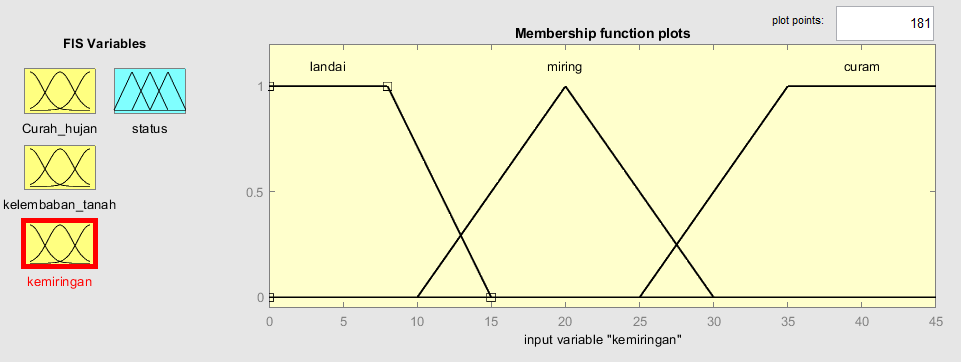 plot points: 181
FIS Variables
Membership function plots
Curah_hujan
status
kelembaban_tanah
kemiringan
landai miring curam
1
0.5
0
0 5 10 15 20 25 30 35 40 45
input variable "kemiringan"